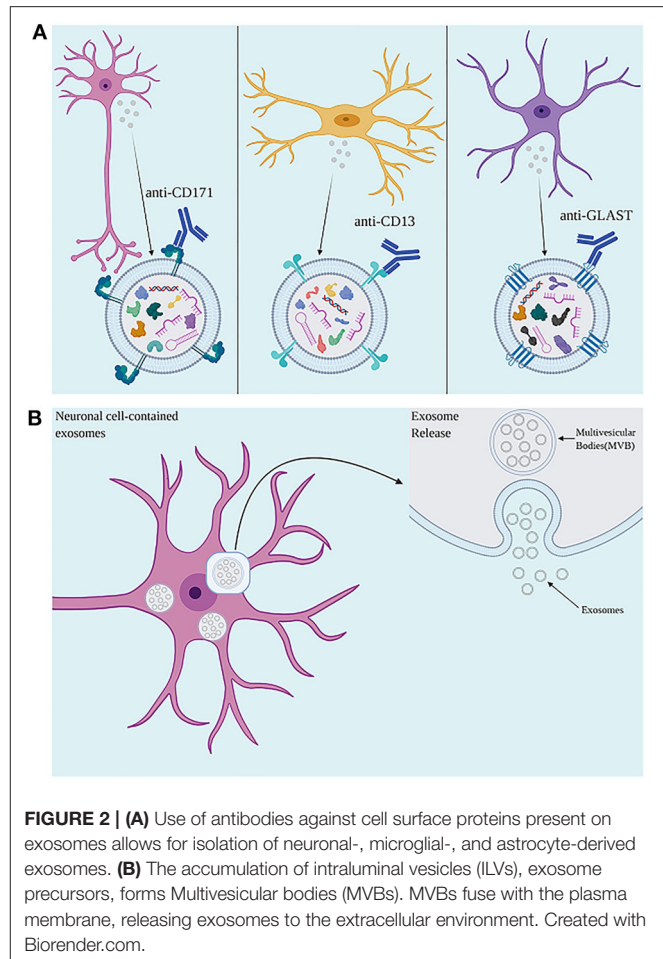 A
anti-CD171
anti-CD13
anti-GLAST
B
Neuronal cell-contained
exosomes
Exosome
Release
Multivesicular
Bodies(MVB)
Exosomes
FIGURE 2 | (A) Use of antibodies against cell surface proteins present on
exosomes allows for isolation of neuronal-, microglial-, and astrocyte-derived
exosomes. (B) The accumulation of intraluminal vesicles (ILVs), exosome
precursors, forms Multivesicular bodies (MVBs). MVBs fuse with the plasma
membrane, releasing exosomes to the extracellular environment. Created with
Biorender.com.